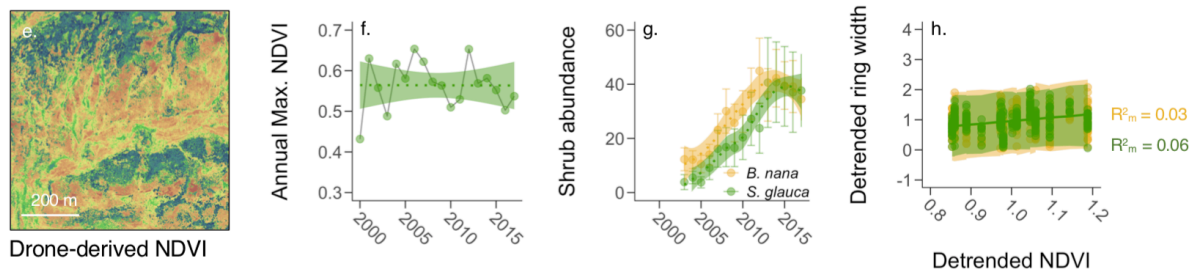 e.
200 m
Drone-derived NDVI
f.
Annual Max. NDVI
0.7
0.6
0.5
0.4
0.3
2000
2005
2010
2015
g.
Shrub abundance
60
40
20
0
B. nana
S. glauca
2000
2005
2010
2015
h.
Detrended ring width
4
3
2
1
0
-1
0.8
0.9
1.0
1.1
1.2
Detrended NDVI
R²m = 0.03
R²m = 0.06